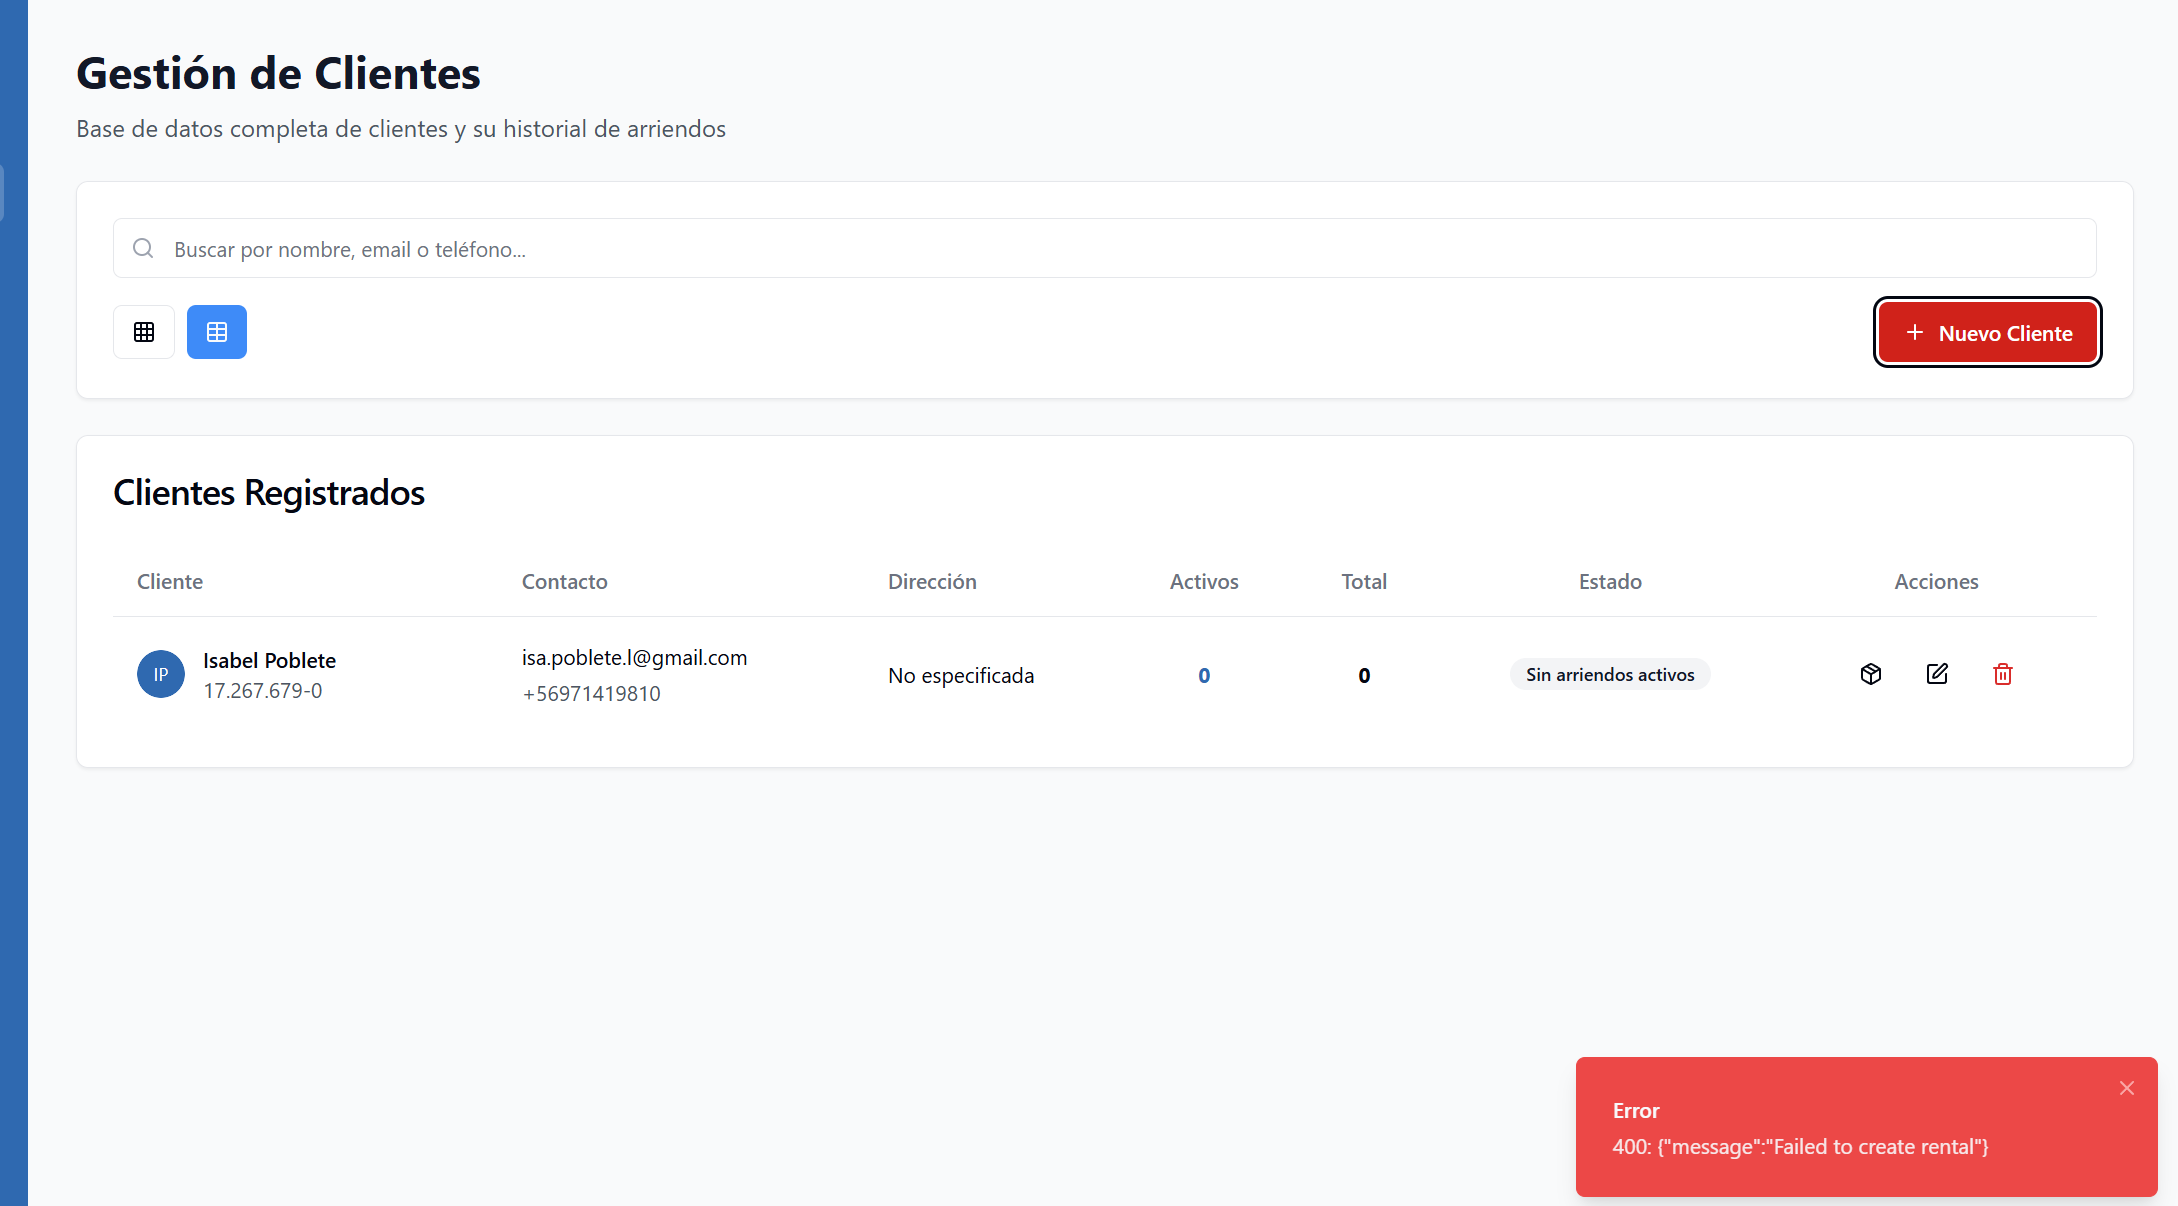 Gestión de Clientes
Base de datos completa de clientes y su historial de arriendos
Buscar por nombre, email o teléfono...
Nuevo Cliente
Clientes Registrados
Cliente Contacto Dirección Activos Total Estado Acciones
IP Isabel Poblete isa.poblete.l@gmail.com No especificada 0 0 Sin arriendos activos
17.267.679-0 +56971419810
Error
400: {"message":"Failed to create rental"}